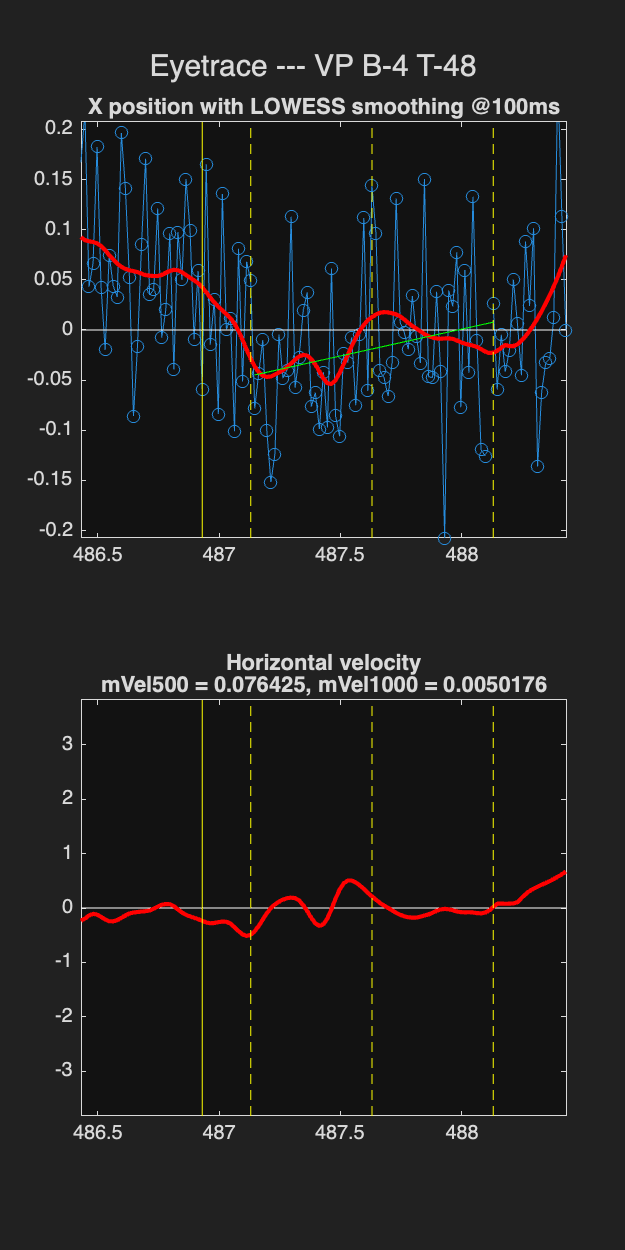 Eyetrace --- VP B-4 T-48
X position with LOWESS smoothing @100ms
0.2
0.15
0.1
0.05
0
-0.05
-0.1
-0.15
-0.2
486.5 487 487.5 488
Horizontal velocity
mVel500 = 0.076425, mVel1000 = 0.0050176
3
2
1
0
-1
-2
-3
486.5 487 487.5 488